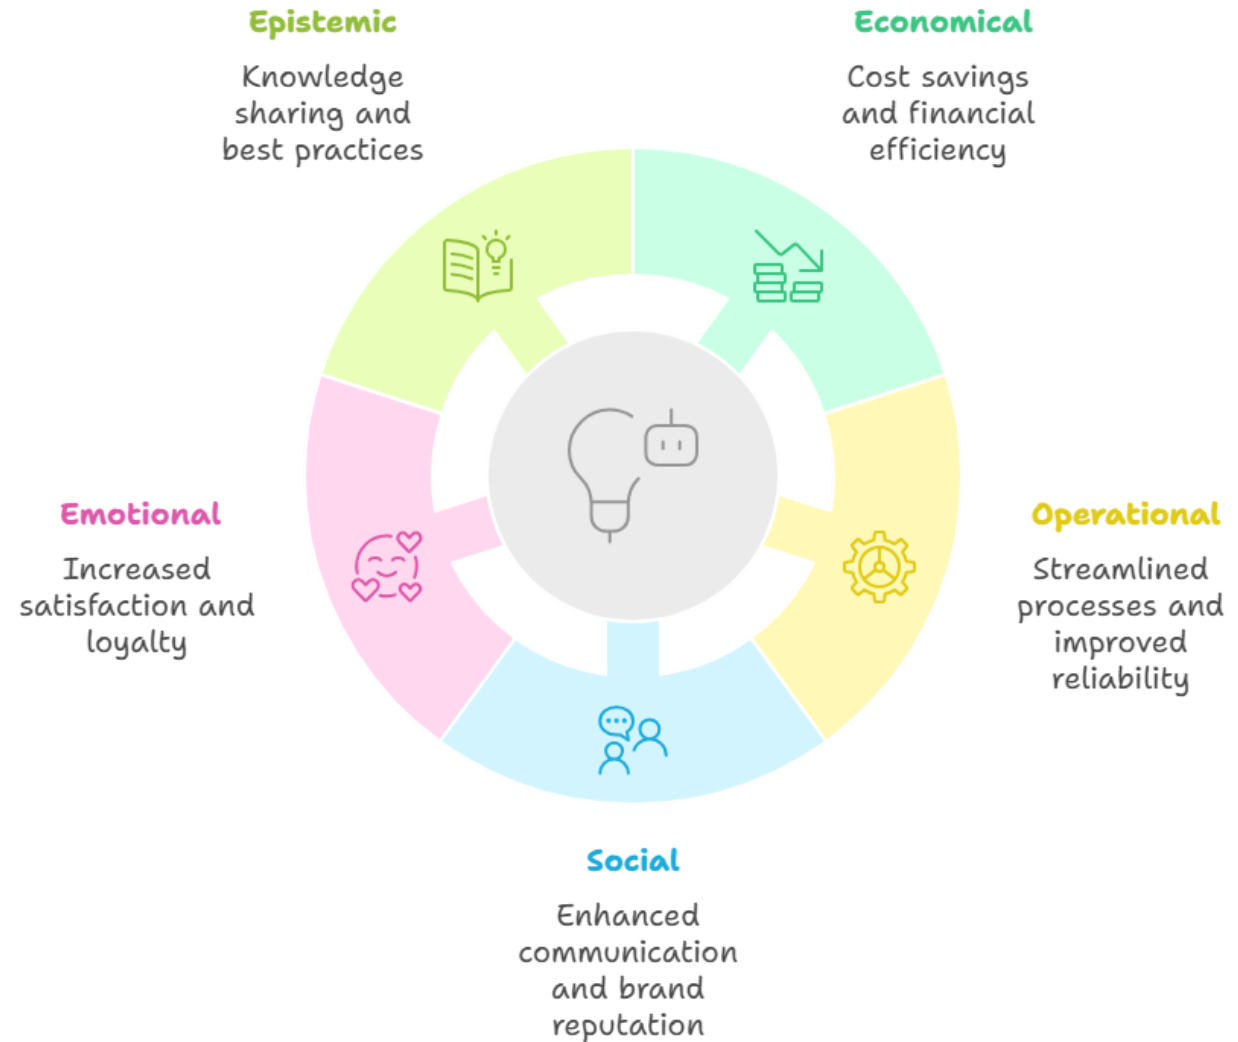 Epistemic
Knowledge
sharing and
best practices
Economical
Cost savings
and financial
efficiency
Emotional
Increased
satisfaction and
loyalty
Operational
Streamlined
processes and
improved
reliability
Social
Enhanced
communication
and brand
reputation